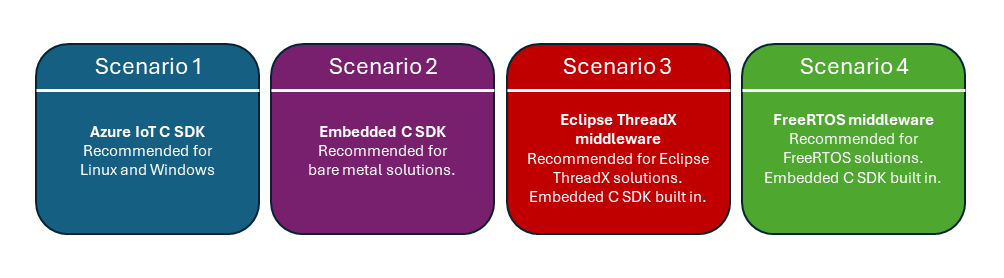 Scenario 1
Azure IoT C SDK
Recommended for
Linux and Windows
Scenario 2
Embedded C SDK
Recommended for
bare metal solutions.
Scenario 3
Eclipse ThreadX
middleware
Recommended for Eclipse
ThreadX solutions.
Embedded C SDK built in.
Scenario 4
FreeRTOS middleware
Recommended for
FreeRTOS solutions.
Embedded C SDK built in.